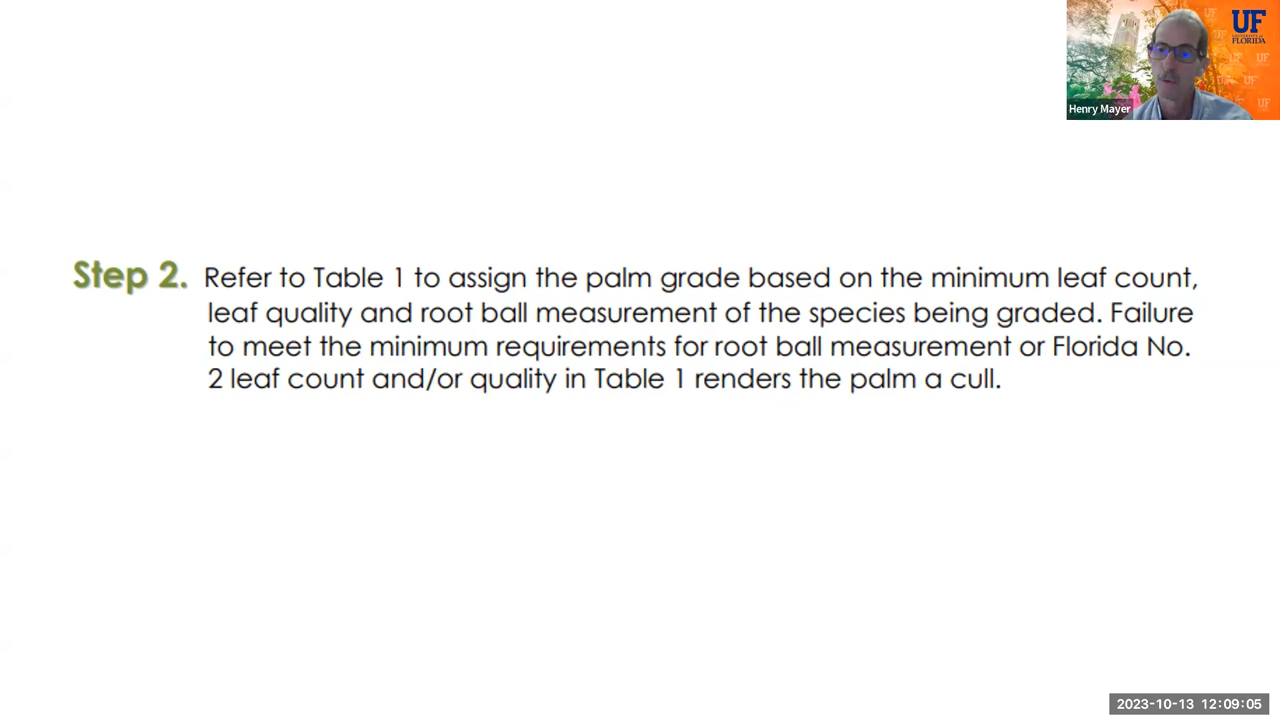 UF
UNIVERSITY of
FLORIDA
Henry Mayer
Step 2. Refer to Table 1 to assign the palm grade based on the minimum leaf count,
leaf quality and root ball measurement of the species being graded. Failure
to meet the minimum requirements for root ball measurement or Florida No.
2 leaf count and/or quality in Table 1 renders the palm a cull.
2023-10-13 12:09:05